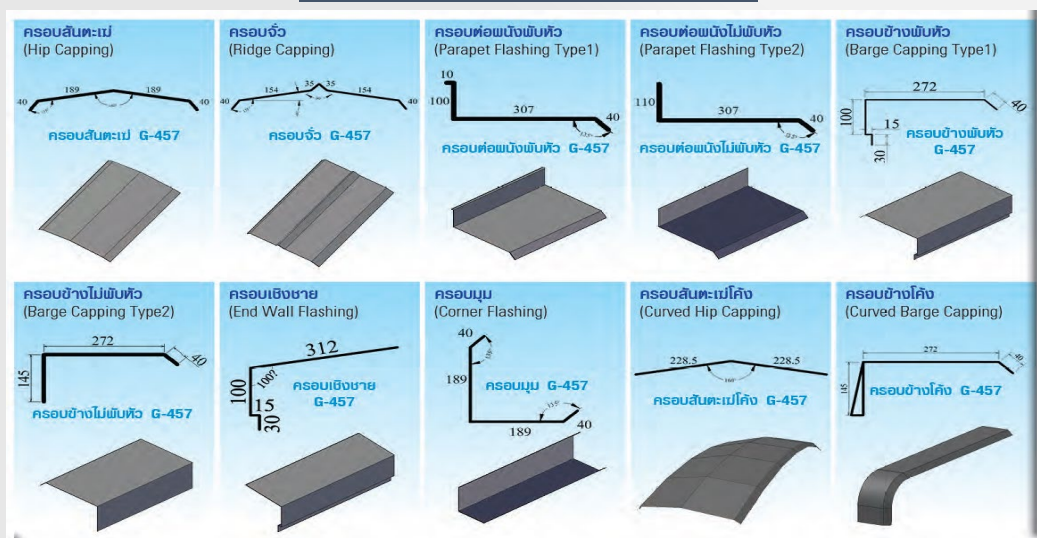 ครอบสันตะเฆ่
(Hip Capping)
189 189
40 40
ครอบสันตะเฆ่ G-457
ครอบจั่ว
(Ridge Capping)
154 35 35 154
40 40
ครอบจั่ว G-457
ครอบต่อผนังพับหัว
(Parapet Flashing Type1)
10
100 307 40
ครอบต่อผนังพับหัว G-457
ครอบต่อผนังไม่พับหัว
(Parapet Flashing Type2)
110 307 40
ครอบต่อผนังไม่พับหัว G-457
ครอบข้างพับหัว
(Barge Capping Type1)
272
40
100
15
30
ครอบข้างพับหัว
G-457
ครอบข้างไม่พับหัว
(Barge Capping Type2)
272
40
145
ครอบข้างไม่พับหัว G-457
ครอบเชิงชาย
(End Wall Flashing)
312
100
100?
15
30
ครอบเชิงชาย
G-457
ครอบมุม
(Corner Flashing)
40
189
ครอบมุม G-457
189 40
ครอบสันตะเฆ่โค้ง
(Curved Hip Capping)
228.5 228.5
ครอบสันตะเฆ่โค้ง G-457
ครอบข้างโค้ง
(Curved Barge Capping)
272
40
145
ครอบข้างโค้ง G-457